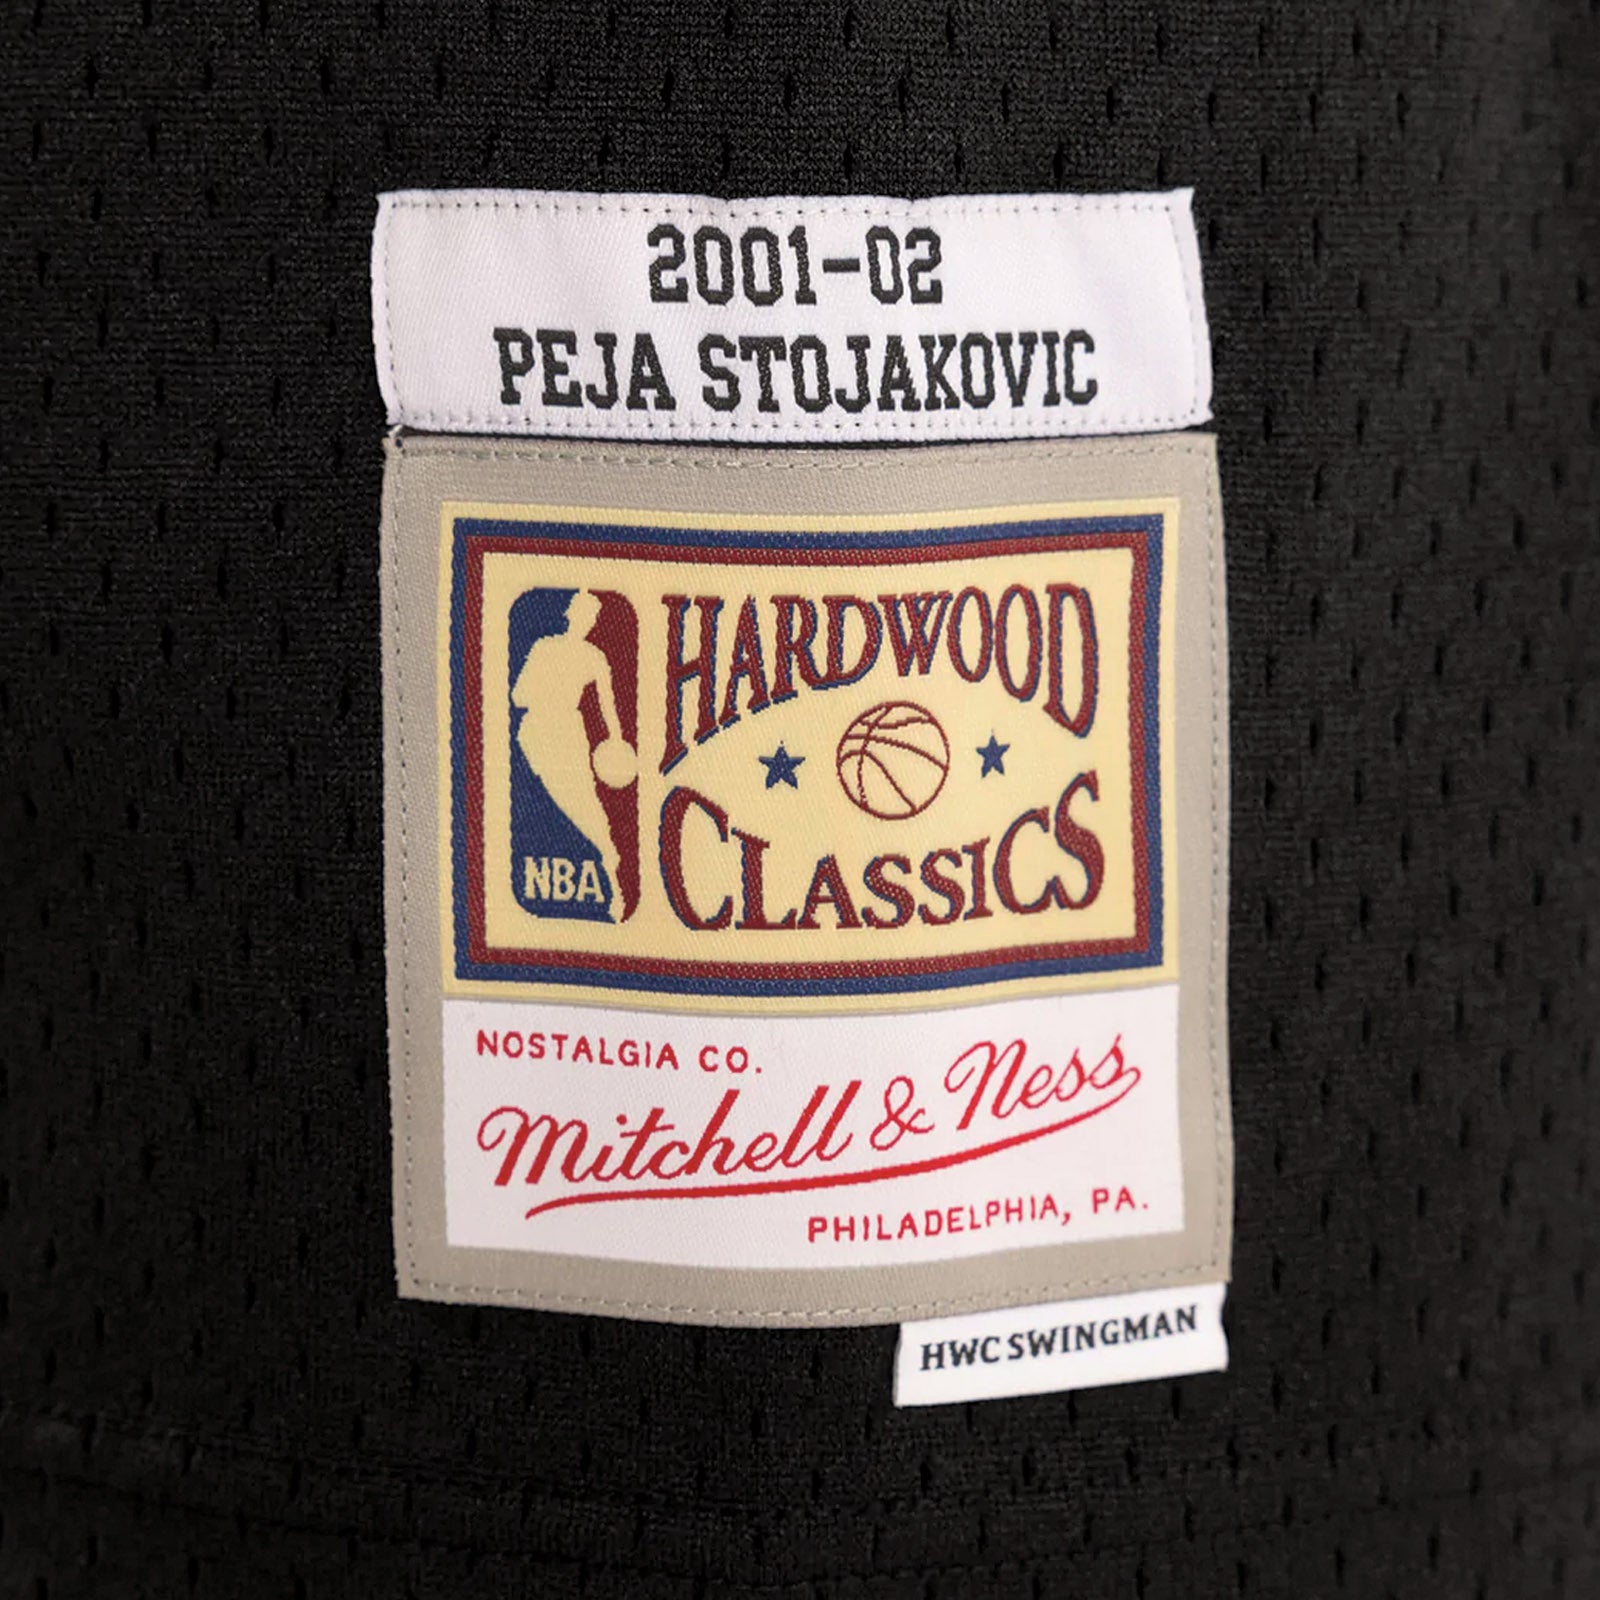 2001-02
PEJA STOJAKOVIC
HARDWOOD
CLASSICS
NBA
NOSTALGIA CO.
Mitchell & Ness
PHILADELPHIA, PA.
HWC SWINGMAN